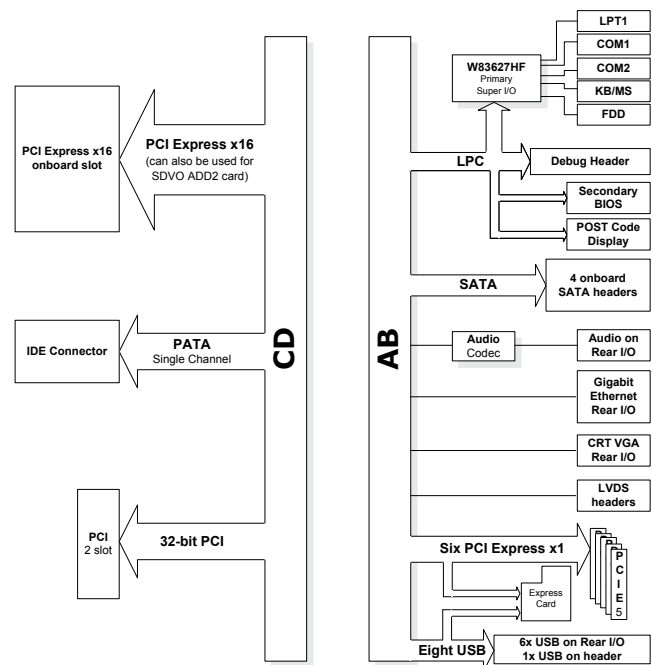 PCI Express x16
onboard slot
PCI Express x16
(can also be used for
SDVO ADD2 card)
IDE Connector
PATA
Single Channel
PCI
2 slot
32-bit PCI
CD
AB
W83627HF
Primary
Super I/O
LPT1
COM1
COM2
KB/MS
FDD
LPC
Debug Header
Secondary
BIOS
POST Code
Display
SATA
4 onboard
SATA headers
Audio
Codec
Audio on
Rear I/O
Gigabit
Ethernet
Rear I/O
CRT VGA
Rear I/O
LVDS
headers
Six PCI Express x1
PCIE5
Express
Card
Eight USB
6x USB on Rear I/O
1x USB on header